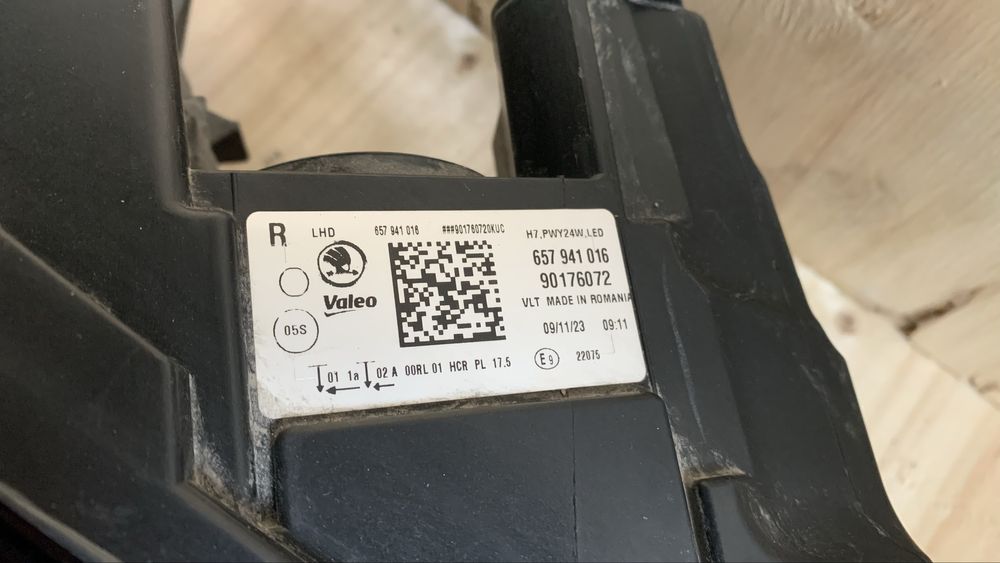 R LHD 657 941 016 ###901760720KUC
Valeo
05S
H7,PWY24W,LED
657 941 016
90176072
VLT MADE IN ROMANIA
09/11/23 09:11
E9 22075
01 1a 02 A 00RL 01 HCR PL 17.5